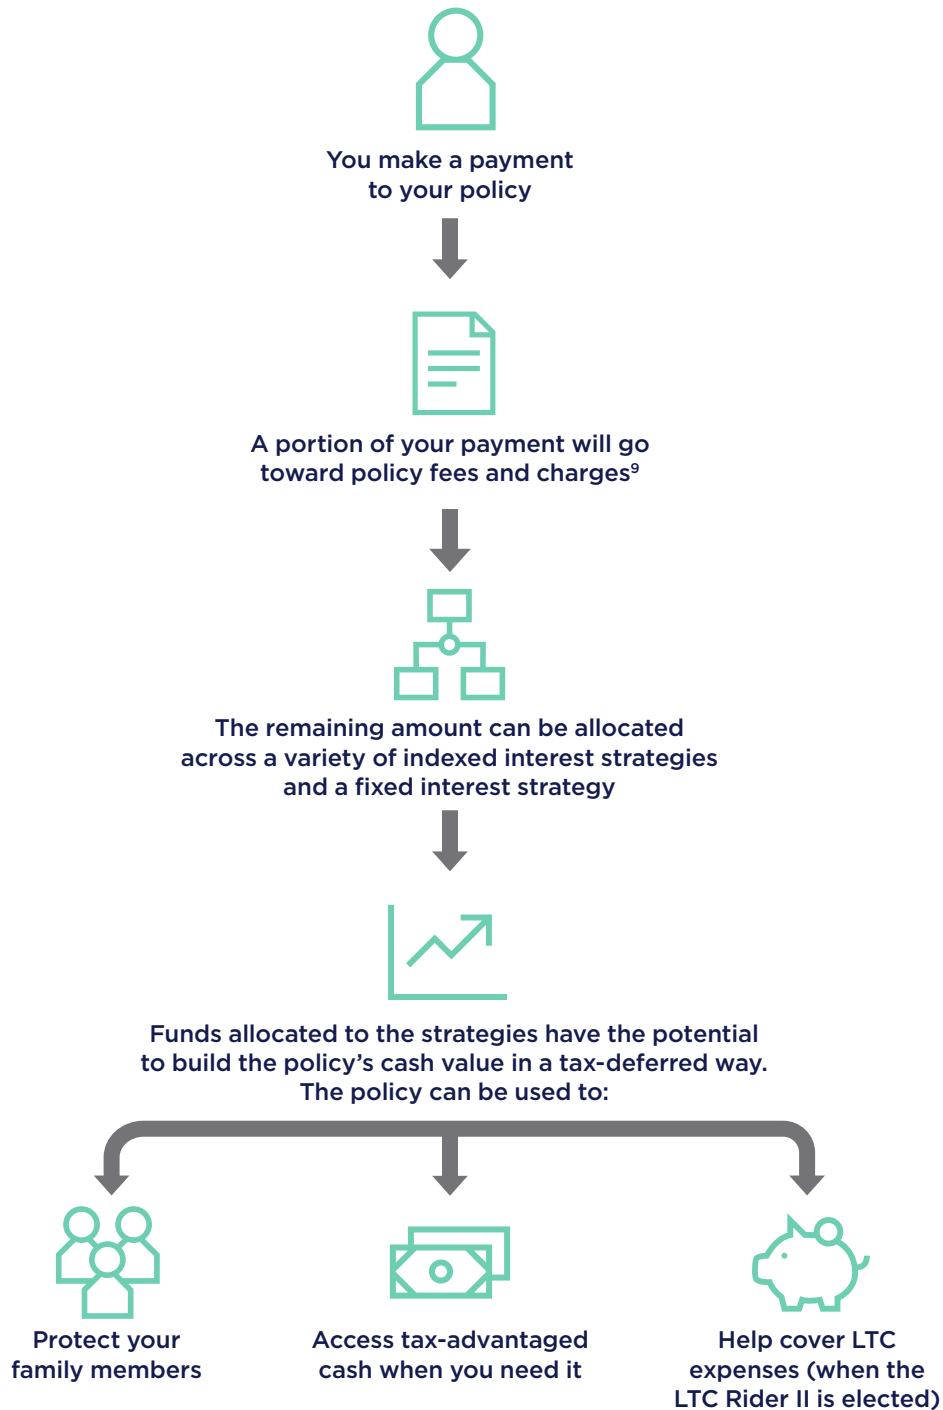 You make a payment
to your policy
A portion of your payment will go
toward policy fees and charges⁹
The remaining amount can be allocated
across a variety of indexed interest strategies
and a fixed interest strategy
Funds allocated to the strategies have the potential
to build the policy’s cash value in a tax-deferred way.
The policy can be used to:
Protect your
family members
Access tax-advantaged
cash when you need it
Help cover LTC
expenses (when the
LTC Rider II is elected)